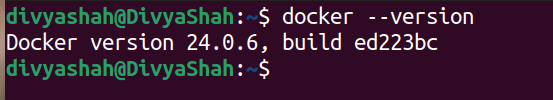 divyashah@DivyaShah:~$ docker --version
Docker version 24.0.6, build ed223bc
divyashah@DivyaShah:~$